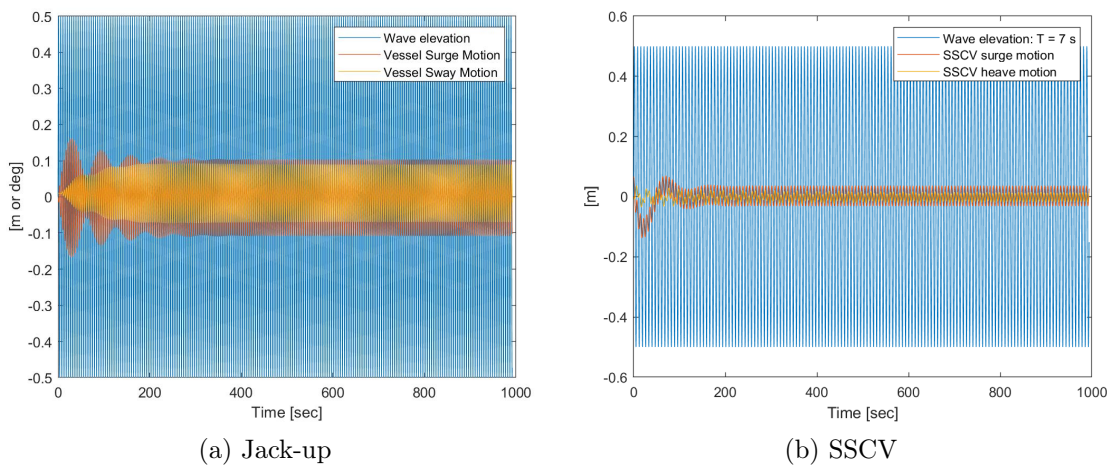 0.5
0.4
0.3
0.2
0.1
0
-0.1
-0.2
-0.3
-0.4
-0.5
[m or deg]
Wave elevation
Vessel Surge Motion
Vessel Sway Motion
0 200 400 600 800 1000
Time [sec]
(a) Jack-up
0.6
0.4
0.2
0
-0.2
-0.4
-0.6
[m]
Wave elevation: T = 7 s
SSCV surge motion
SSCV heave motion
0 200 400 600 800 1000
Time [sec]
(b) SSCV